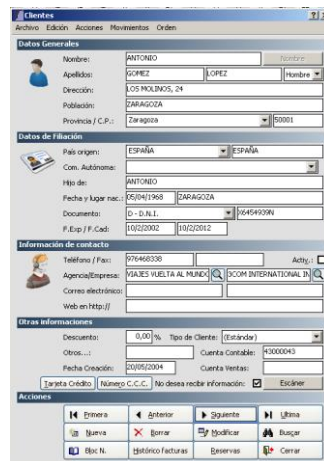 Clientes
Archivo Edición Acciones Movimientos Orden
Datos Generales
Nombre: ANTONIO Nombre
Apellidos: GOMEZ LOPEZ Hombre
Dirección: LOS MOLINOS, 24
Población: ZARAGOZA
Provincia / C.P.: Zaragoza 50001
Datos de Filiación
País origen: ESPAÑA ESPAÑA
Com. Autónoma:
Hijo de: ANTONIO
Fecha y lugar nac.: 05/04/1968 ZARAGOZA
Documento: D - D.N.I. X6454939N
F.Exp / F.Cad: 10/2/2002 10/2/2012
Información de contacto
Teléfono / Fax: 976468338 Activ.:
Agencia/Empresa: VIAJES VUELTA AL MUNDO 3COM INTERNATIONAL IN
Correo electrónico:
Web en http://
Otras informaciones
Descuento: 0,00 % Tipo de Cliente: (Estándar)
Otros...: Cuenta Contable: 43000043
Fecha Creación: 20/05/2004 Cuenta Ventas:
Tarjeta Crédito Número C.C.C. No desea recibir información: Escáner
Acciones
Primera Anterior Siguiente Ultima
Nueva Borrar Modificar Buscar
Bloc N. Histórico facturas Reservas Cerrar